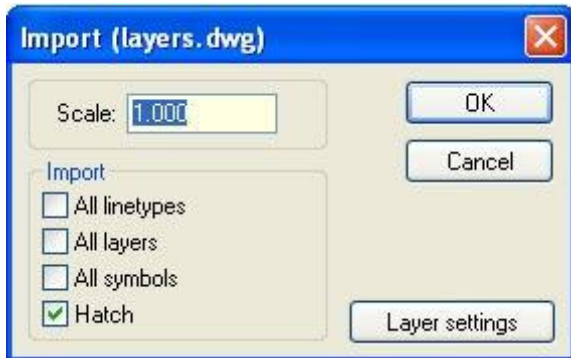 Import (layers.dwg)
Scale: 1.000
OK
Cancel
Import
All linetypes
All layers
All symbols
Hatch
Layer settings